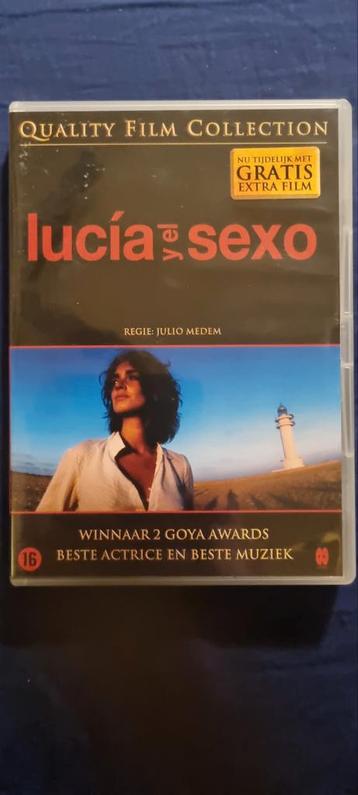 QUALITY FILM COLLECTION
NU TIJDELIJK MET
GRATIS
EXTRA FILM
lucía y el sexo
REGIE: JULIO MEDEM
WINNAAR 2 GOYA AWARDS
BESTE ACTRICE EN BESTE MUZIEK
16